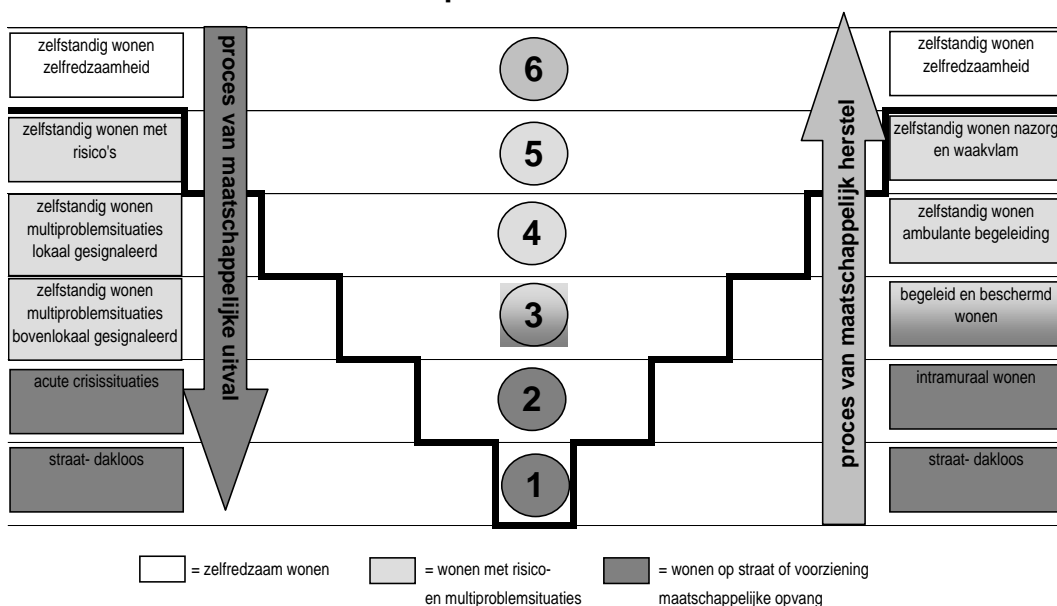 zelfstandig wonen
zelfredzaamheid
proces van maatschappelijke uitval
6
proces van maatschappelijk herstel
zelfstandig wonen
zelfredzaamheid
zelfstandig wonen met
risico's
5
zelfstandig wonen nazorg
en waakvlam
zelfstandig wonen
multiproblemsituaties
lokaal gesignaleerd
4
zelfstandig wonen
ambulante begeleiding
zelfstandig wonen
multiproblemsituaties
bovenlokaal gesignaleerd
3
begeleid en beschermd
wonen
acute crisissituaties
2
intramuraal wonen
straat- dakloos
1
straat- dakloos
= zelfredzaam wonen
= wonen met risico-
en multiproblemsituaties
= wonen op straat of voorziening
maatschappelijke opvang